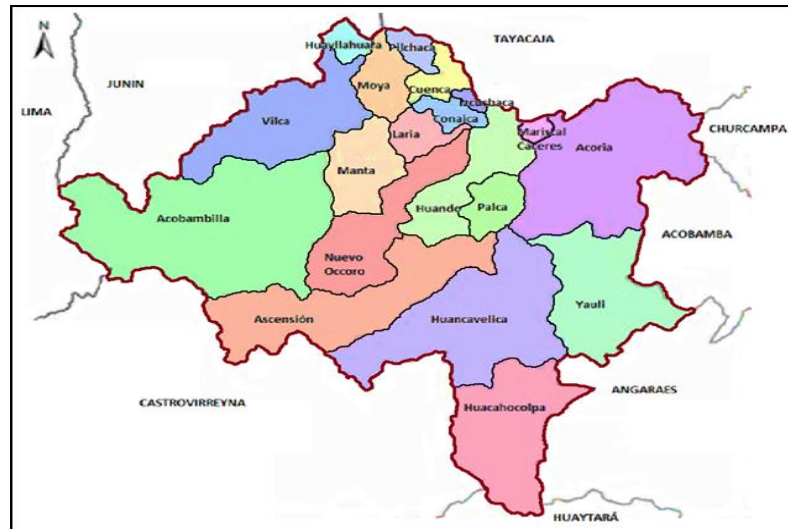 N
TAYACAJA
Huayllahuara
Pilchaca
JUNIN
Moya
Cuenca
LIMA
Izcuchaca
Vilca
Conaica
CHURCAMPA
Laria
Mariscal
Cáceres
Acoria
Manta
Huando
Palca
Acobambilla
ACOBAMBA
Nuevo
Occoro
Yauli
Ascensión
Huancavelica
ANGARAES
CASTROVIRREYNA
Huacahocolpa
HUAYTARÁ